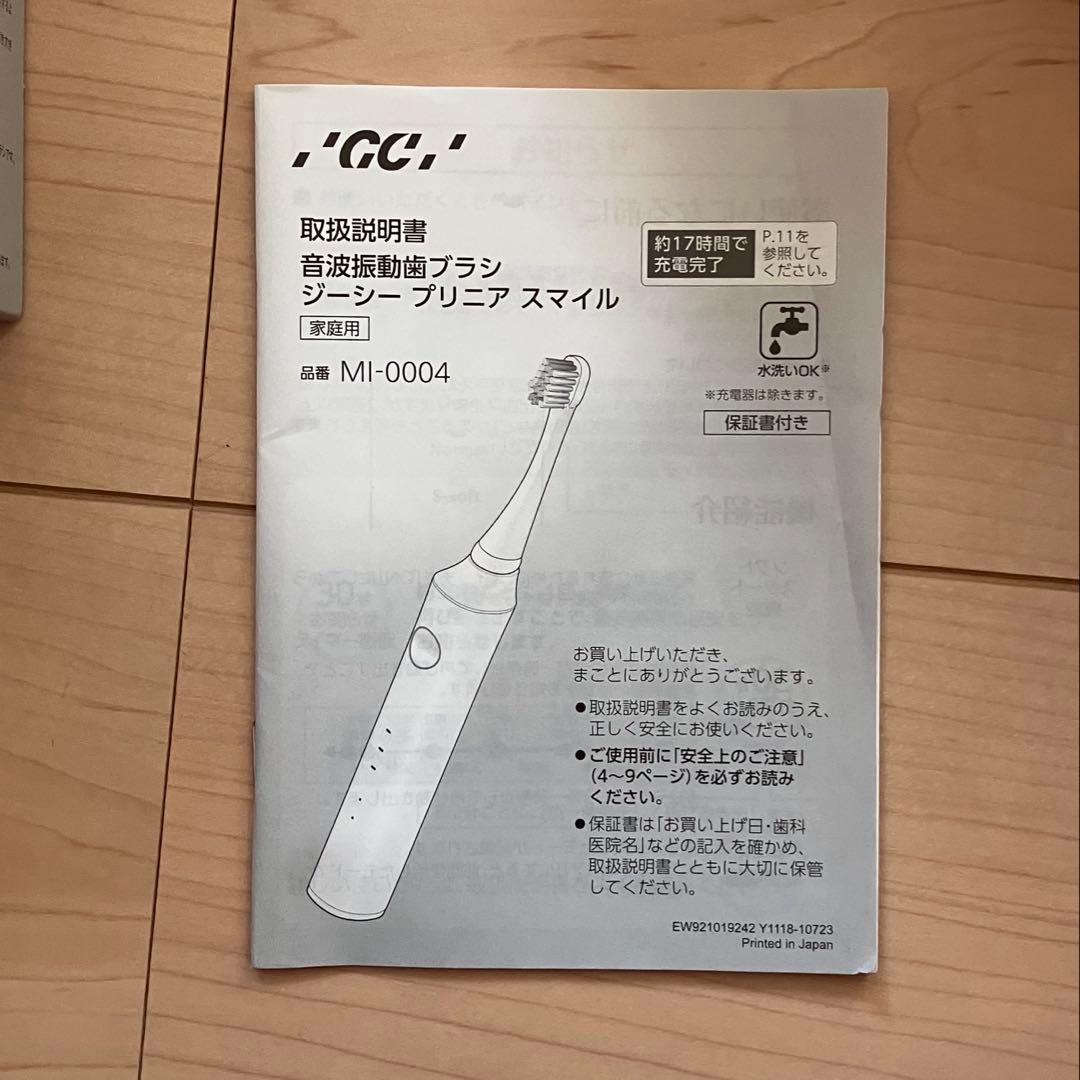 GC
取扱説明書
音波振動歯ブラシ
ジーシー プリニア スマイル
家庭用
品番 MI-0004
約17時間で
充電完了
P.11を
参照して
ください。
水洗いOK※
※充電器は除きます。
保証書付き
お買い上げいただき、
まことにありがとうございます。
●取扱説明書をよくお読みのうえ、
正しく安全にお使いください。
●ご使用前に「安全上のご注意」
(4〜9ページ)を必ずお読み
ください。
●保証書は「お買い上げ日・歯科
医院名」などの記入を確かめ、
取扱説明書とともに大切に保管
してください。
EW921019242 Y1118-10723
Printed in Japan